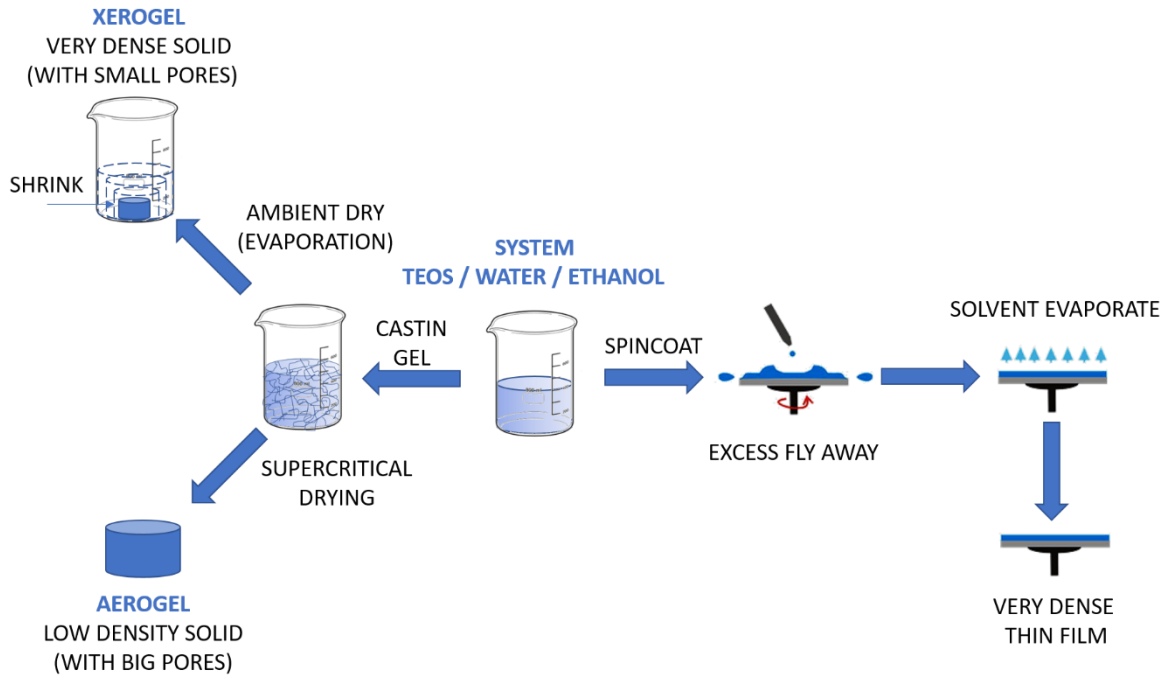 XEROGEL
VERY DENSE SOLID
(WITH SMALL PORES)
SHRINK
AMBIENT DRY
(EVAPORATION)
SYSTEM
TEOS / WATER / ETHANOL
CASTIN
GEL
SPINCOAT
SOLVENT EVAPORATE
EXCESS FLY AWAY
SUPERCRITICAL
DRYING
AEROGEL
LOW DENSITY SOLID
(WITH BIG PORES)
VERY DENSE
THIN FILM